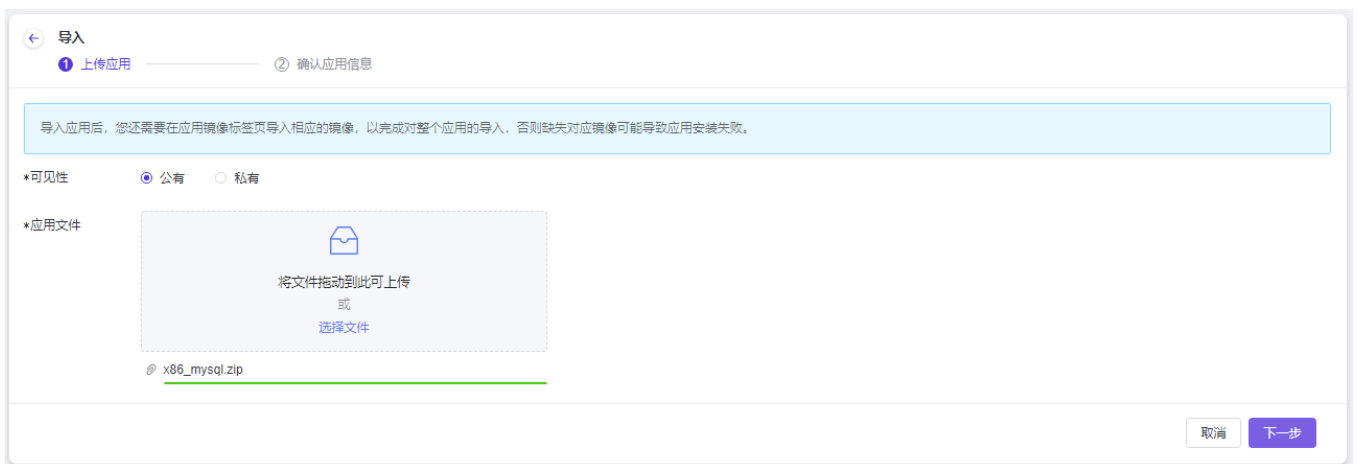 导入
1 上传应用 2 确认应用信息
导入应用后，您还需要在应用镜像标签页导入相应的镜像，以完成对整个应用的导入，否则缺失对应镜像可能导致应用安装失败。
*可见性 公有 私有
*应用文件
将文件拖动到此可上传
或
选择文件
x86_mysql.zip
取消 下一步